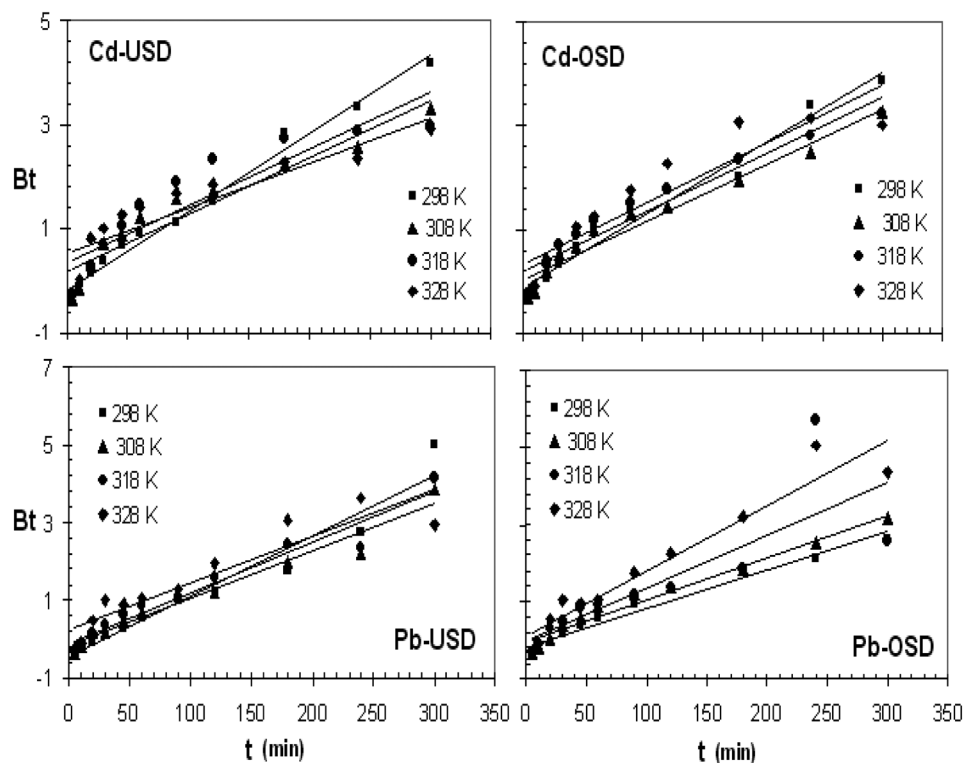 5
3
1
-1
Bt
Cd-USD
298 K
308 K
318 K
328 K
Cd-OSD
298 K
308 K
318 K
328 K
7
5
3
1
-1
Bt
298 K
308 K
318 K
328 K
Pb-USD
0 50 100 150 200 250 300 350
t (min)
298 K
308 K
318 K
328 K
Pb-OSD
0 50 100 150 200 250 300 350
t (min)